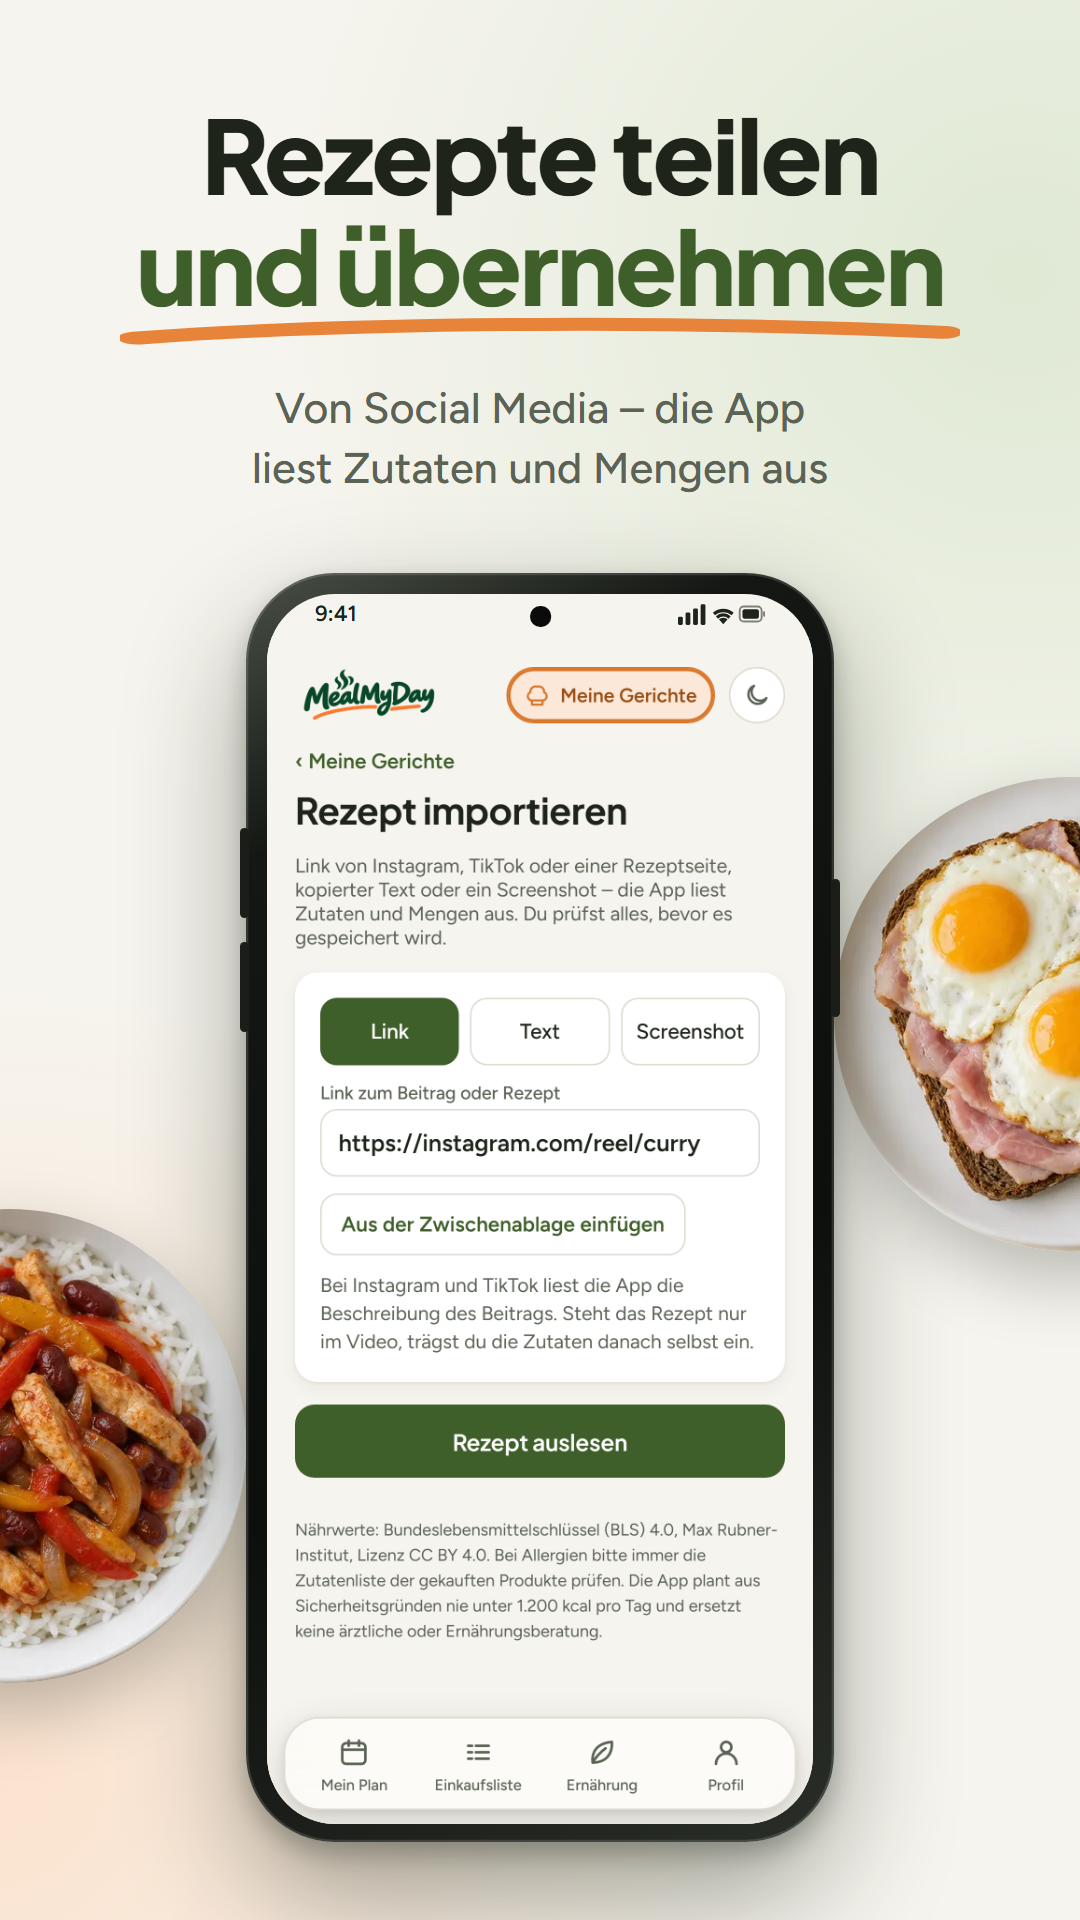 Rezepte teilen
und übernehmen
Von Social Media – die App
liest Zutaten und Mengen aus
9:41
MealMyDay
Meine Gerichte
‹ Meine Gerichte
Rezept importieren
Link von Instagram, TikTok oder einer Rezeptseite,
kopierter Text oder ein Screenshot – die App liest
Zutaten und Mengen aus. Du prüfst alles, bevor es
gespeichert wird.
Link
Text
Screenshot
Link zum Beitrag oder Rezept
https://instagram.com/reel/curry
Aus der Zwischenablage einfügen
Bei Instagram und TikTok liest die App die
Beschreibung des Beitrags. Steht das Rezept nur
im Video, trägst du die Zutaten danach selbst ein.
Rezept auslesen
Nährwerte: Bundeslebensmittelschlüssel (BLS) 4.0, Max Rubner-
Institut, Lizenz CC BY 4.0. Bei Allergien bitte immer die
Zutatenliste der gekauften Produkte prüfen. Die App plant aus
Sicherheitsgründen nie unter 1.200 kcal pro Tag und ersetzt
keine ärztliche oder Ernährungsberatung.
Mein Plan
Einkaufsliste
Ernährung
Profil